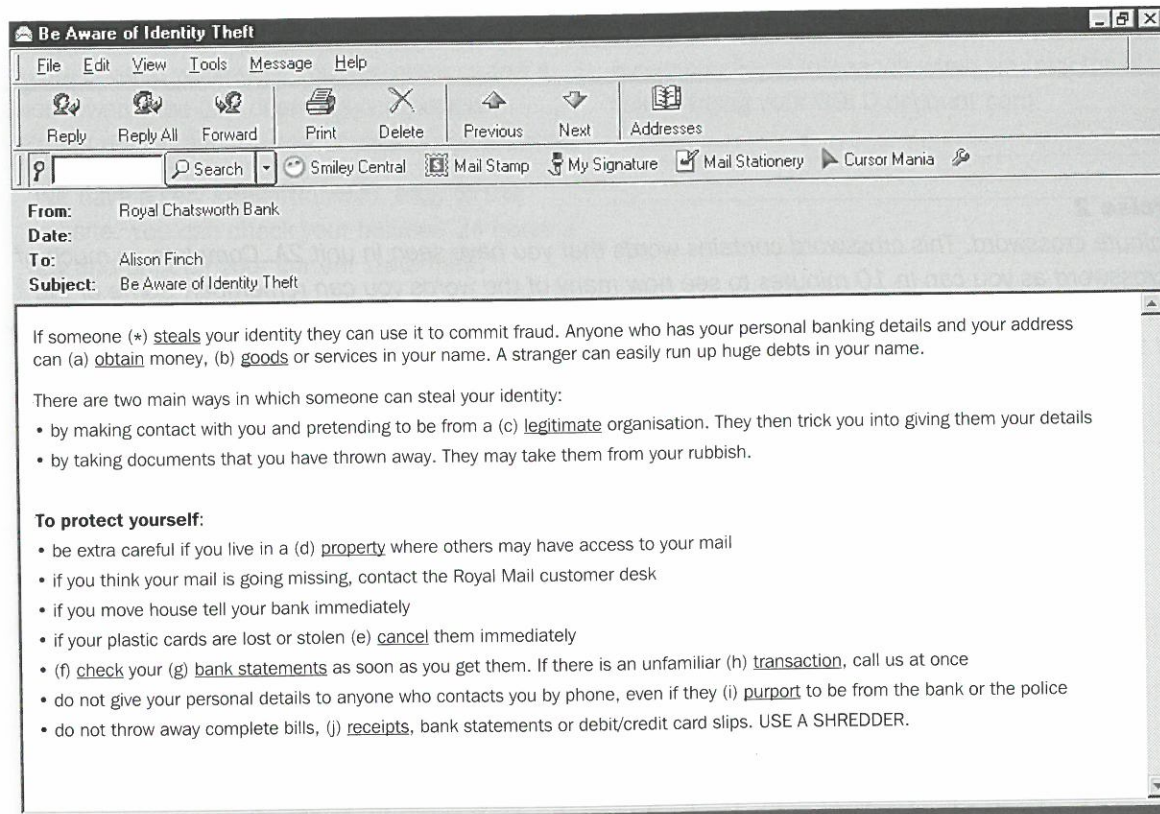 Be Aware of Identity Theft
File Edit View Tools Message Help
Reply Reply All Forward Print Delete Previous Next Addresses
Search Smiley Central Mail Stamp My Signature Mail Stationery Cursor Mania
From: Royal Chatsworth Bank
Date:
To: Alison Finch
Subject: Be Aware of Identity Theft
If someone (*) steals your identity they can use it to commit fraud. Anyone who has your personal banking details and your address
can (a) obtain money, (b) goods or services in your name. A stranger can easily run up huge debts in your name.
There are two main ways in which someone can steal your identity:
• by making contact with you and pretending to be from a (c) legitimate organisation. They then trick you into giving them your details
• by taking documents that you have thrown away. They may take them from your rubbish.
To protect yourself:
• be extra careful if you live in a (d) property where others may have access to your mail
• if you think your mail is going missing, contact the Royal Mail customer desk
• if you move house tell your bank immediately
• if your plastic cards are lost or stolen (e) cancel them immediately
• (f) check your (g) bank statements as soon as you get them. If there is an unfamiliar (h) transaction, call us at once
• do not give your personal details to anyone who contacts you by phone, even if they (i) purport to be from the bank or the police
• do not throw away complete bills, (j) receipts, bank statements or debit/credit card slips. USE A SHREDDER.